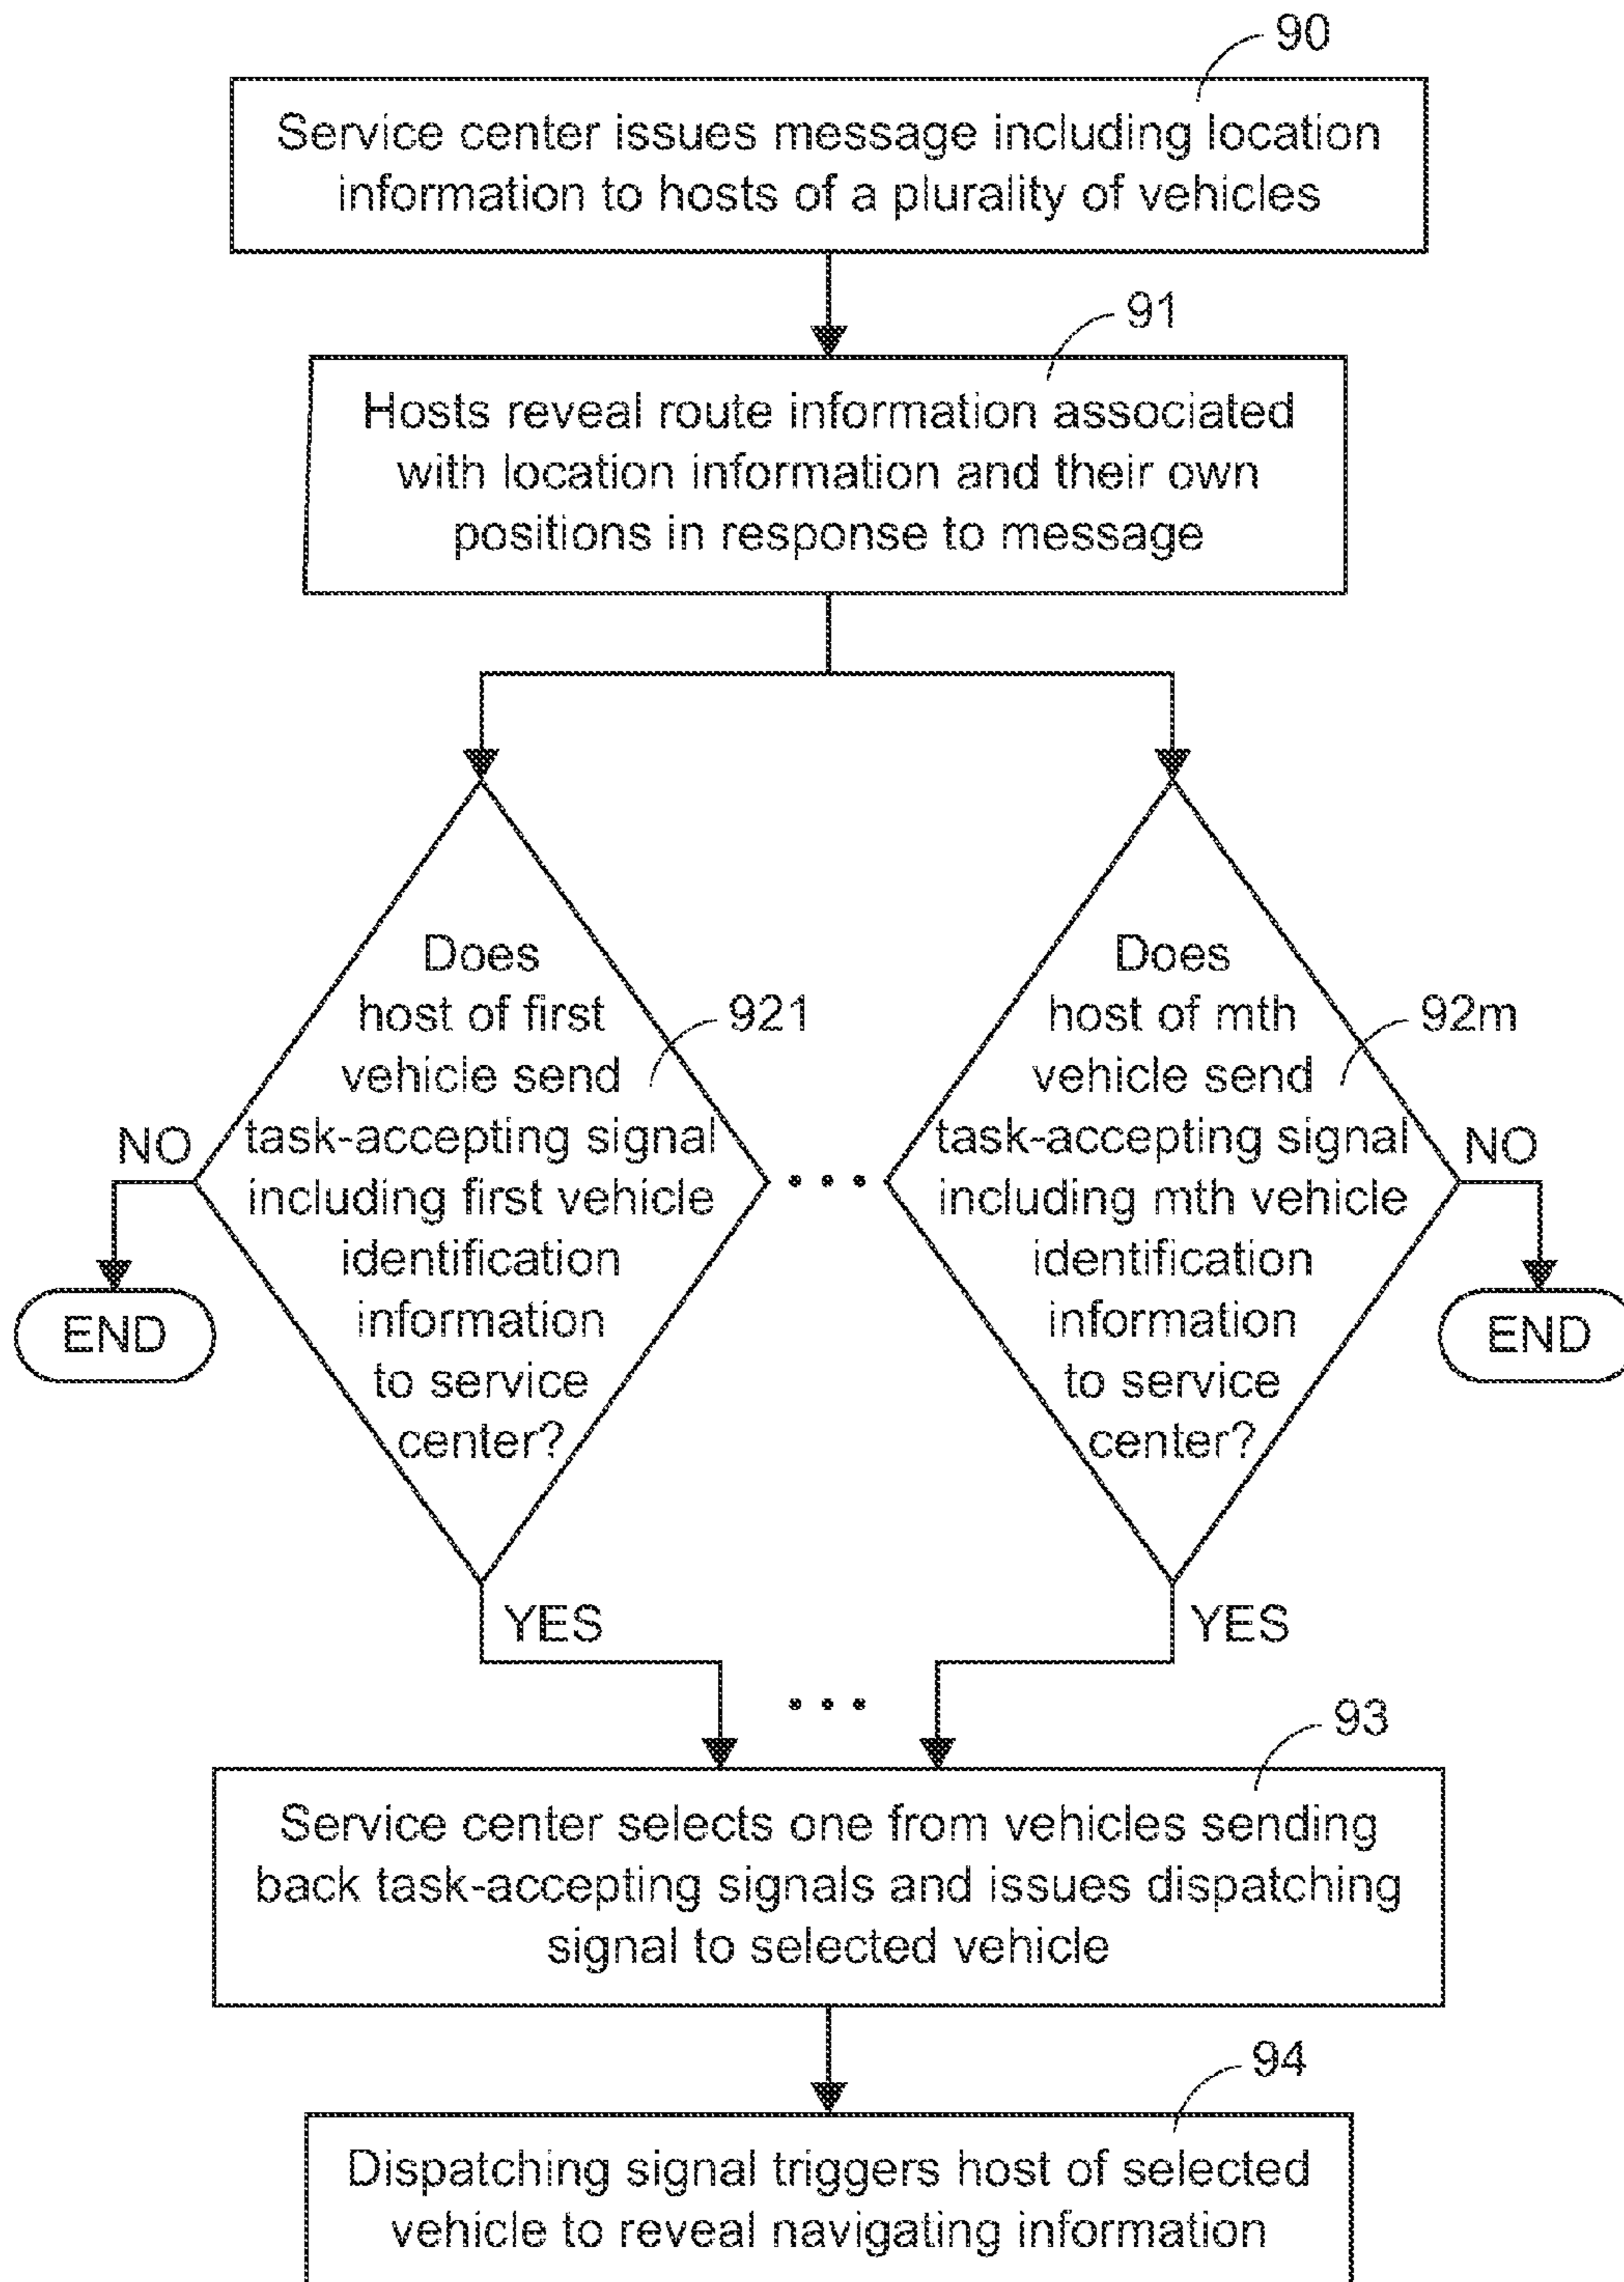 90
Service center issues message including location
information to hosts of a plurality of vehicles
91
Hosts reveal route information associated
with location information and their own
positions in response to message
Does
host of first
vehicle send
task-accepting signal
including first vehicle
identification
information
to service
center?
921
NO
END
YES
• • •
Does
host of mth
vehicle send
task-accepting signal
including mth vehicle
identification
information
to service
center?
92m
NO
END
YES
• • •
93
Service center selects one from vehicles sending
back task-accepting signals and issues dispatching
signal to selected vehicle
94
Dispatching signal triggers host of selected
vehicle to reveal navigating information